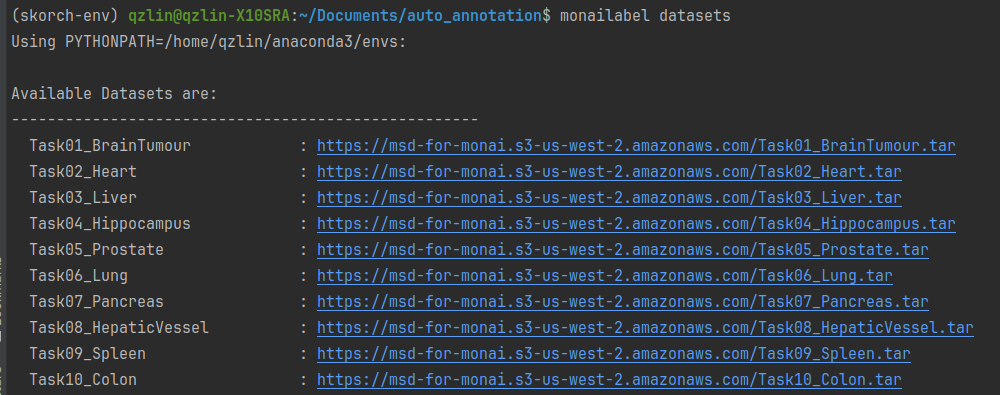 (skorch-env) qzlin@qzlin-X10SRA:~/Documents/auto_annotation$ monailabel datasets
Using PYTHONPATH=/home/qzlin/anaconda3/envs:
Available Datasets are:
----------------------------------------------------
Task01_BrainTumour : https://msd-for-monai.s3-us-west-2.amazonaws.com/Task01_BrainTumour.tar
Task02_Heart : https://msd-for-monai.s3-us-west-2.amazonaws.com/Task02_Heart.tar
Task03_Liver : https://msd-for-monai.s3-us-west-2.amazonaws.com/Task03_Liver.tar
Task04_Hippocampus : https://msd-for-monai.s3-us-west-2.amazonaws.com/Task04_Hippocampus.tar
Task05_Prostate : https://msd-for-monai.s3-us-west-2.amazonaws.com/Task05_Prostate.tar
Task06_Lung : https://msd-for-monai.s3-us-west-2.amazonaws.com/Task06_Lung.tar
Task07_Pancreas : https://msd-for-monai.s3-us-west-2.amazonaws.com/Task07_Pancreas.tar
Task08_HepaticVessel : https://msd-for-monai.s3-us-west-2.amazonaws.com/Task08_HepaticVessel.tar
Task09_Spleen : https://msd-for-monai.s3-us-west-2.amazonaws.com/Task09_Spleen.tar
Task10_Colon : https://msd-for-monai.s3-us-west-2.amazonaws.com/Task10_Colon.tar